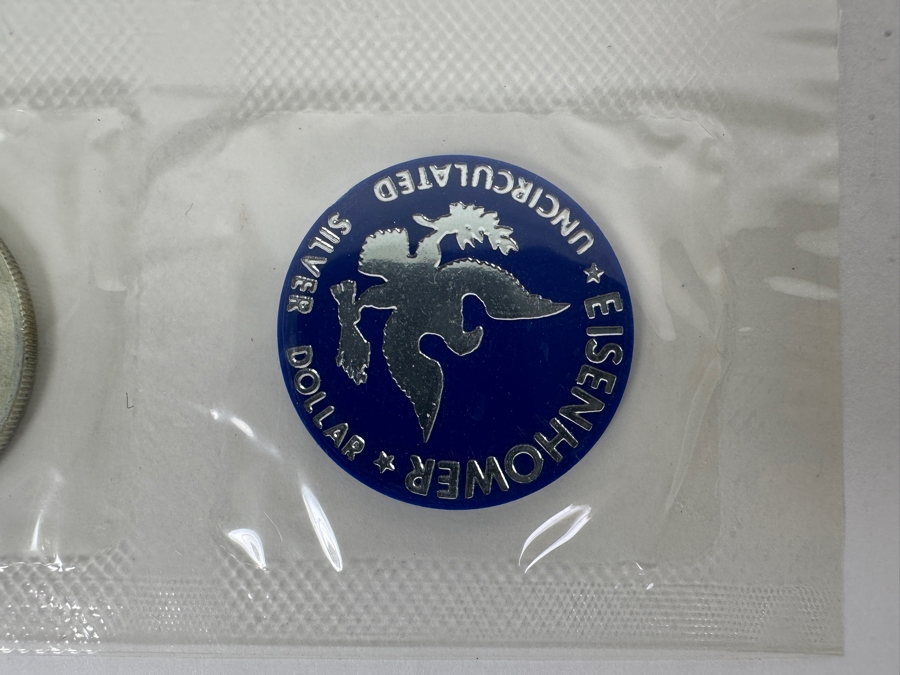 ★ EISENHOWER ★
UNCIRCULATED SILVER DOLLAR